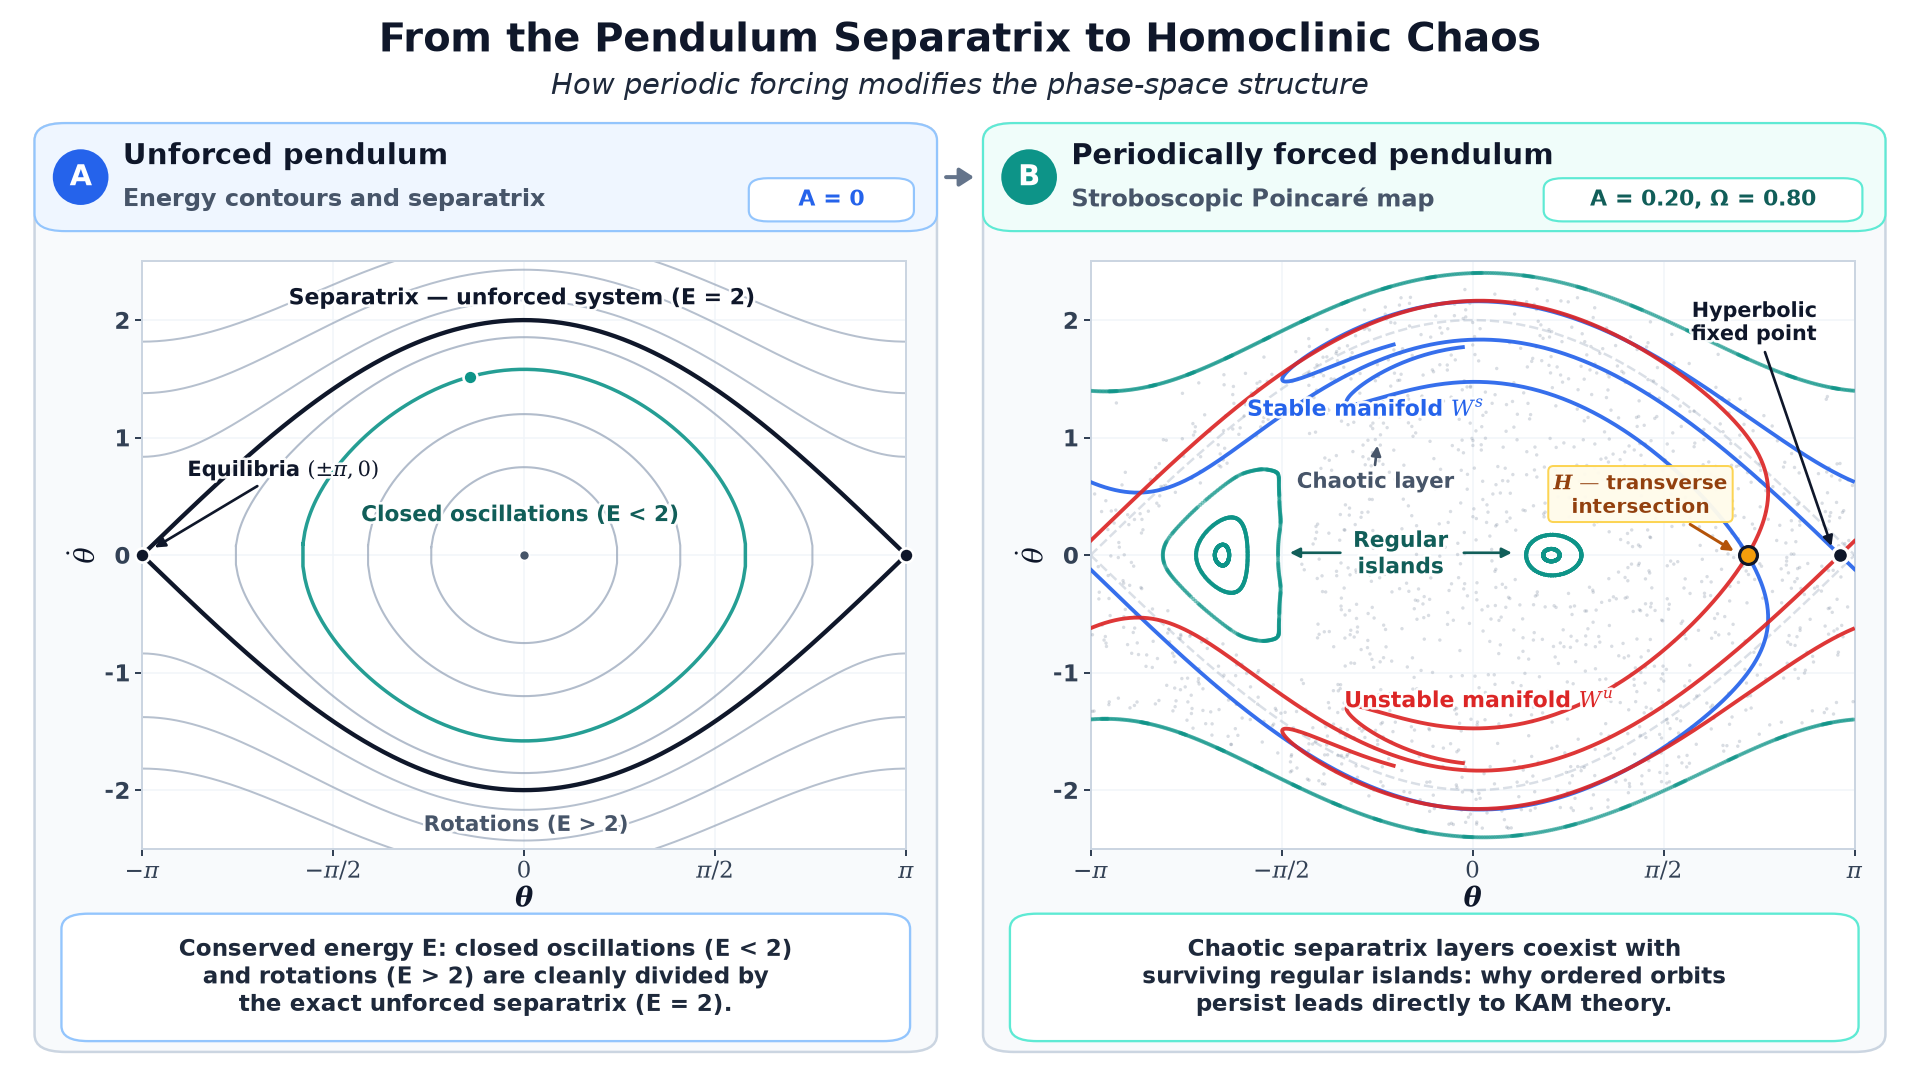 From the Pendulum Separatrix to Homoclinic Chaos
How periodic forcing modifies the phase-space structure
A
Unforced pendulum
Energy contours and separatrix
A = 0
Separatrix — unforced system (E = 2)
Equilibria (±π, 0)
Closed oscillations (E < 2)
Rotations (E > 2)
2
1
0
-1
-2
θ̇
−π
−π/2
0
π/2
π
θ
Conserved energy E: closed oscillations (E < 2)
and rotations (E > 2) are cleanly divided by
the exact unforced separatrix (E = 2).
B
Periodically forced pendulum
Stroboscopic Poincaré map
A = 0.20, Ω = 0.80
Hyperbolic
fixed point
Stable manifold Wˢ
Chaotic layer
H — transverse
intersection
Regular
islands
Unstable manifold Wᵘ
2
1
0
-1
-2
θ̇
−π
−π/2
0
π/2
π
θ
Chaotic separatrix layers coexist with
surviving regular islands: why ordered orbits
persist leads directly to KAM theory.